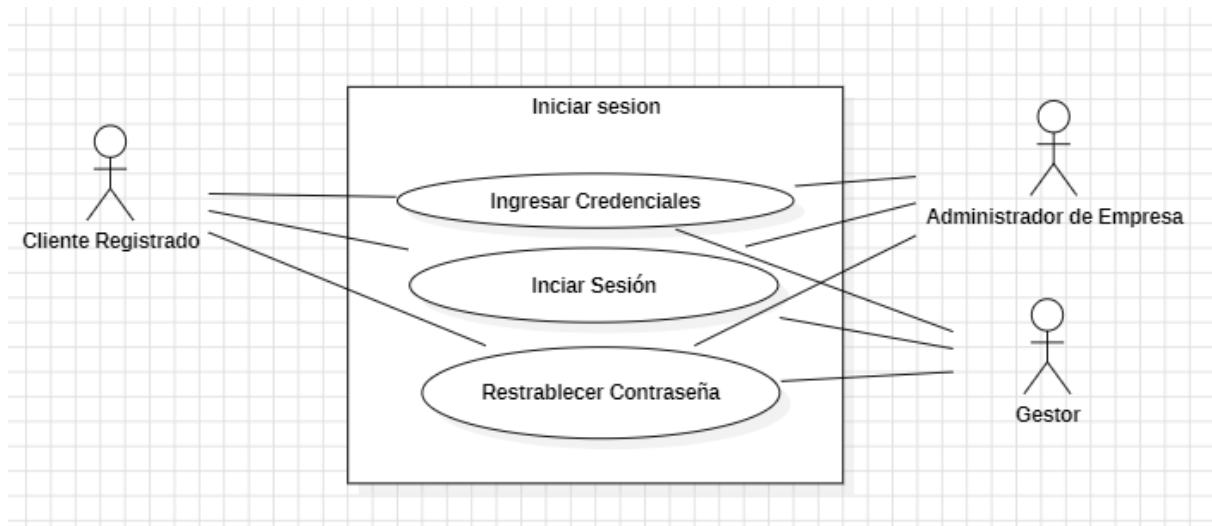 Iniciar sesion
Ingresar Credenciales
Cliente Registrado
Administrador de Empresa
Inciar Sesión
Restrablecer Contraseña
Gestor